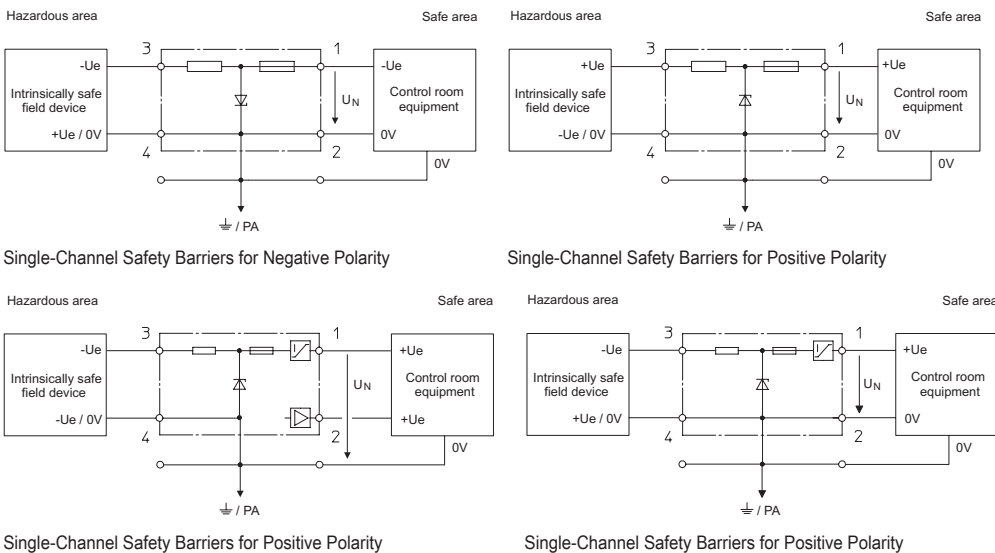 Hazardous area
Safe area
3
1
-Ue
-Ue
Intrinsically safe
field device
UN
Control room
equipment
+Ue / 0V
0V
4
2
0V
/ PA
Single-Channel Safety Barriers for Negative Polarity
Hazardous area
Safe area
3
1
+Ue
+Ue
Intrinsically safe
field device
UN
Control room
equipment
-Ue / 0V
0V
4
2
0V
/ PA
Single-Channel Safety Barriers for Positive Polarity
Hazardous area
Safe area
3
1
-Ue
I
+Ue
Intrinsically safe
field device
UN
Control room
equipment
-Ue / 0V
+Ue
4
2
0V
/ PA
Single-Channel Safety Barriers for Positive Polarity
Hazardous area
Safe area
3
1
-Ue
I
+Ue
Intrinsically safe
field device
UN
Control room
equipment
+Ue / 0V
0V
4
2
0V
/ PA
Single-Channel Safety Barriers for Positive Polarity